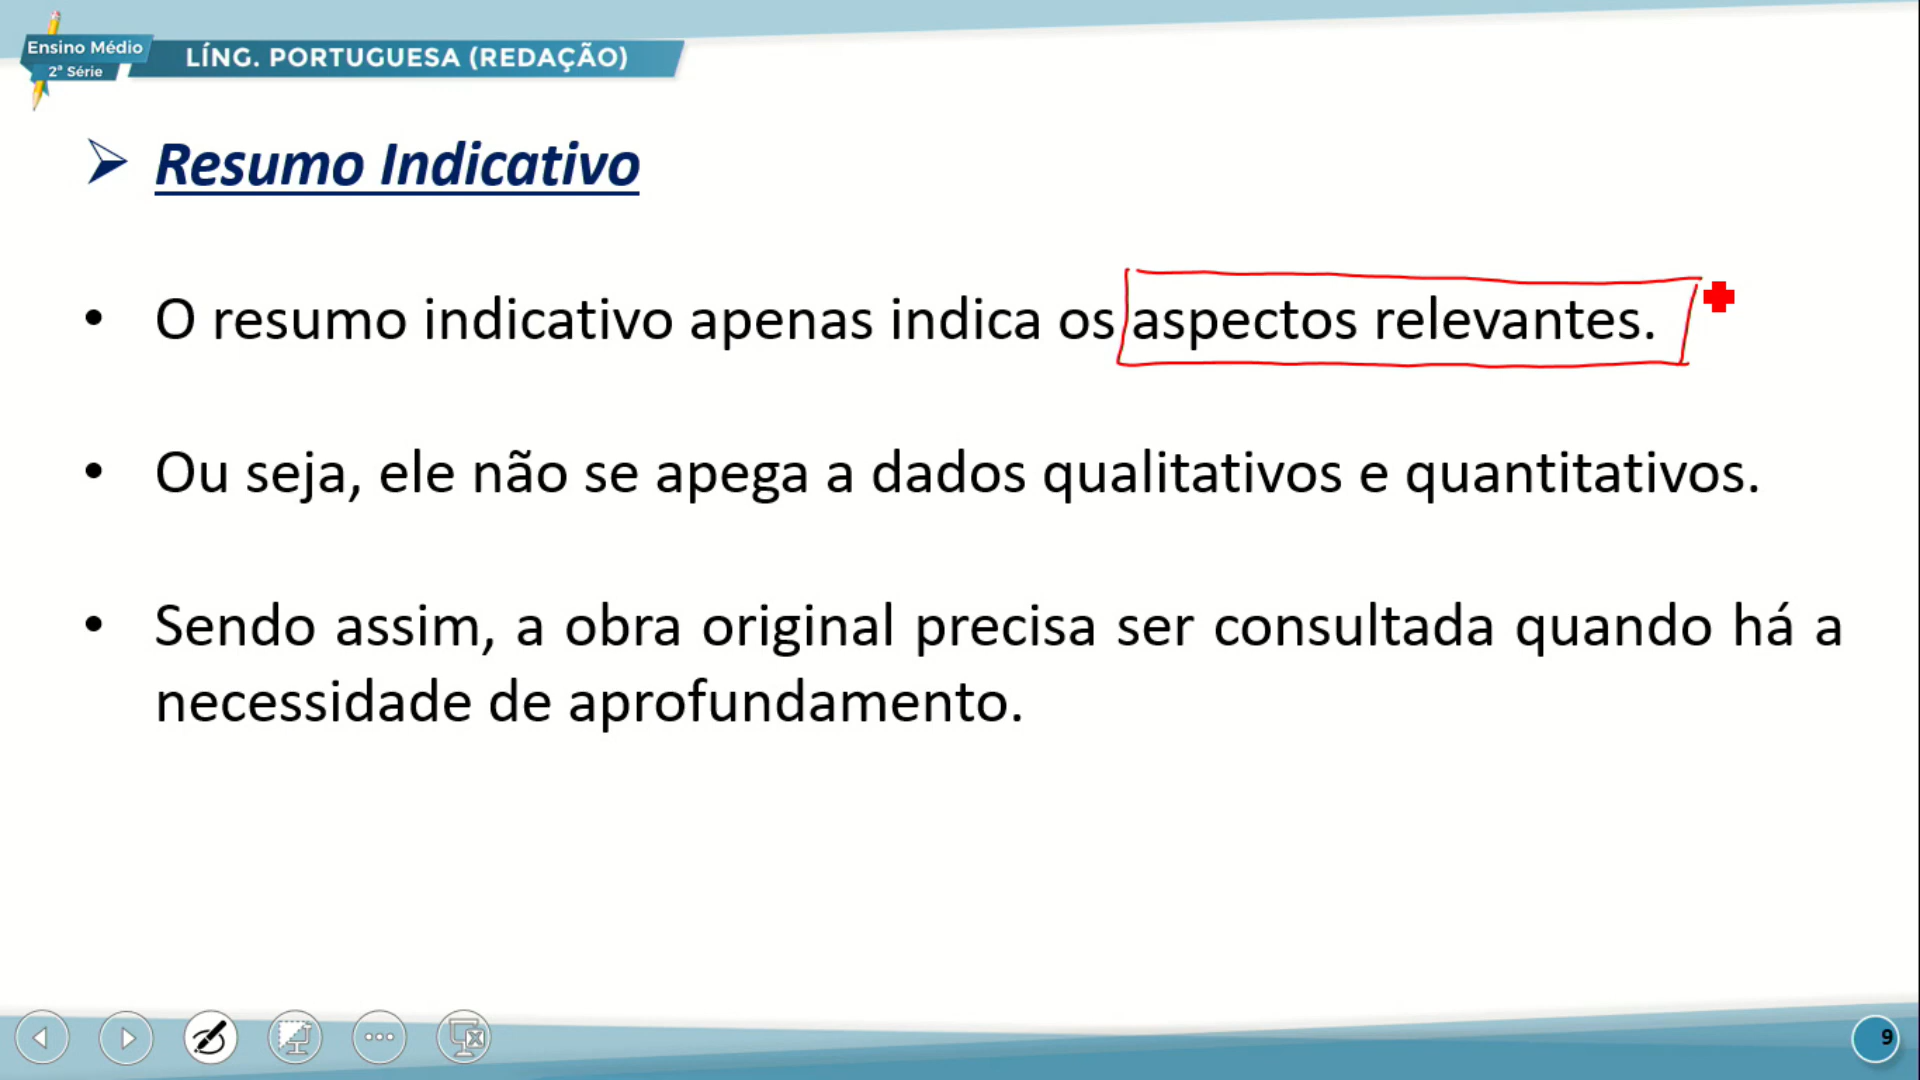 Ensino Médio
2ª Série
LÍNG. PORTUGUESA (REDAÇÃO)
➢ Resumo Indicativo
• O resumo indicativo apenas indica os aspectos relevantes.
• Ou seja, ele não se apega a dados qualitativos e quantitativos.
• Sendo assim, a obra original precisa ser consultada quando há a
necessidade de aprofundamento.
9